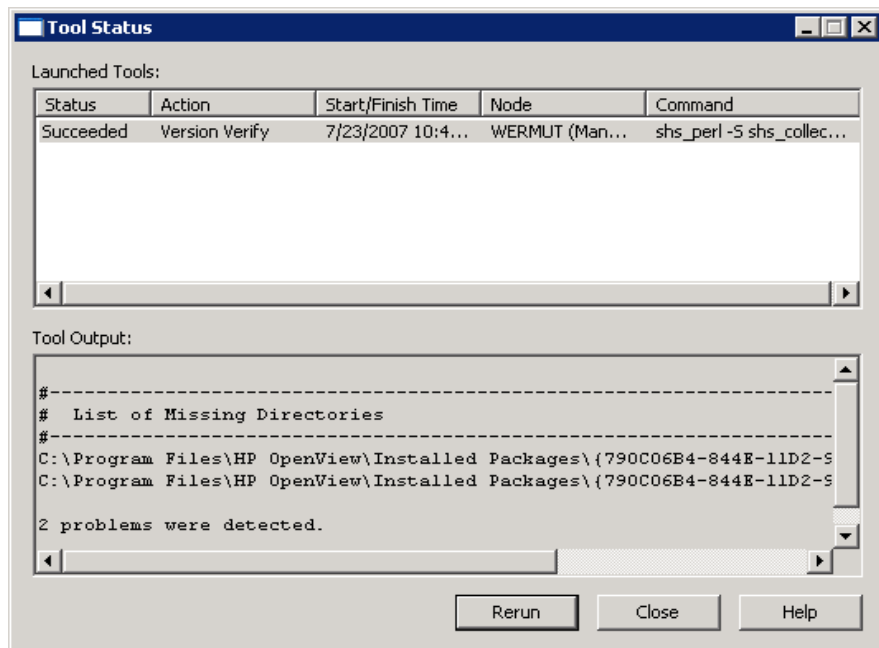 Tool Status
Launched Tools:
Status Action Start/Finish Time Node Command
Succeeded Version Verify 7/23/2007 10:4... WERMUT (Man... shs_perl -S shs_collec...
Tool Output:
#-----------------------------------------------------------------------
#  List of Missing Directories
#-----------------------------------------------------------------------
C:\Program Files\HP OpenView\Installed Packages\{790C06B4-844E-11D2-9
C:\Program Files\HP OpenView\Installed Packages\{790C06B4-844E-11D2-9
2 problems were detected.
Rerun Close Help